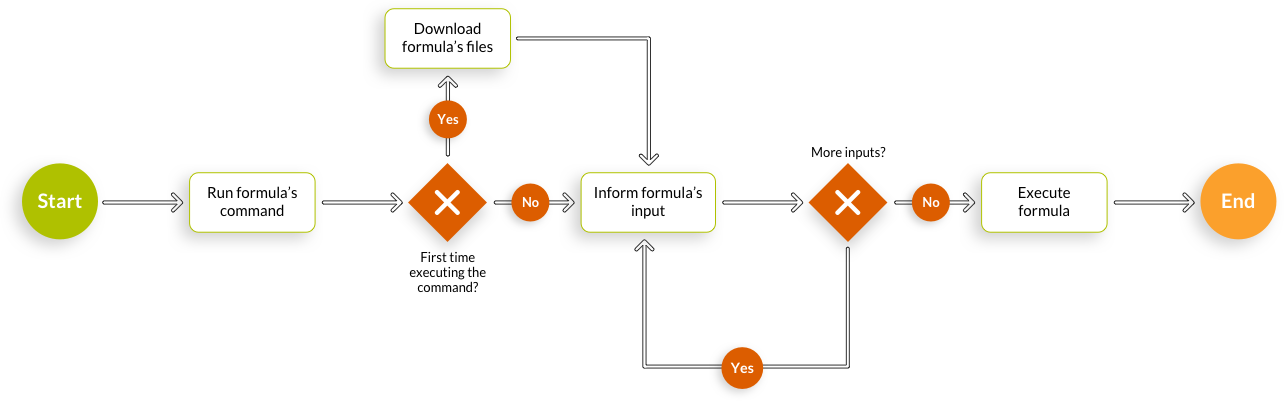 Download
formula's files
Yes
Start
Run formula's
command
First time
executing the
command?
No
Inform formula's
input
More inputs?
No
Yes
Execute
formula
End